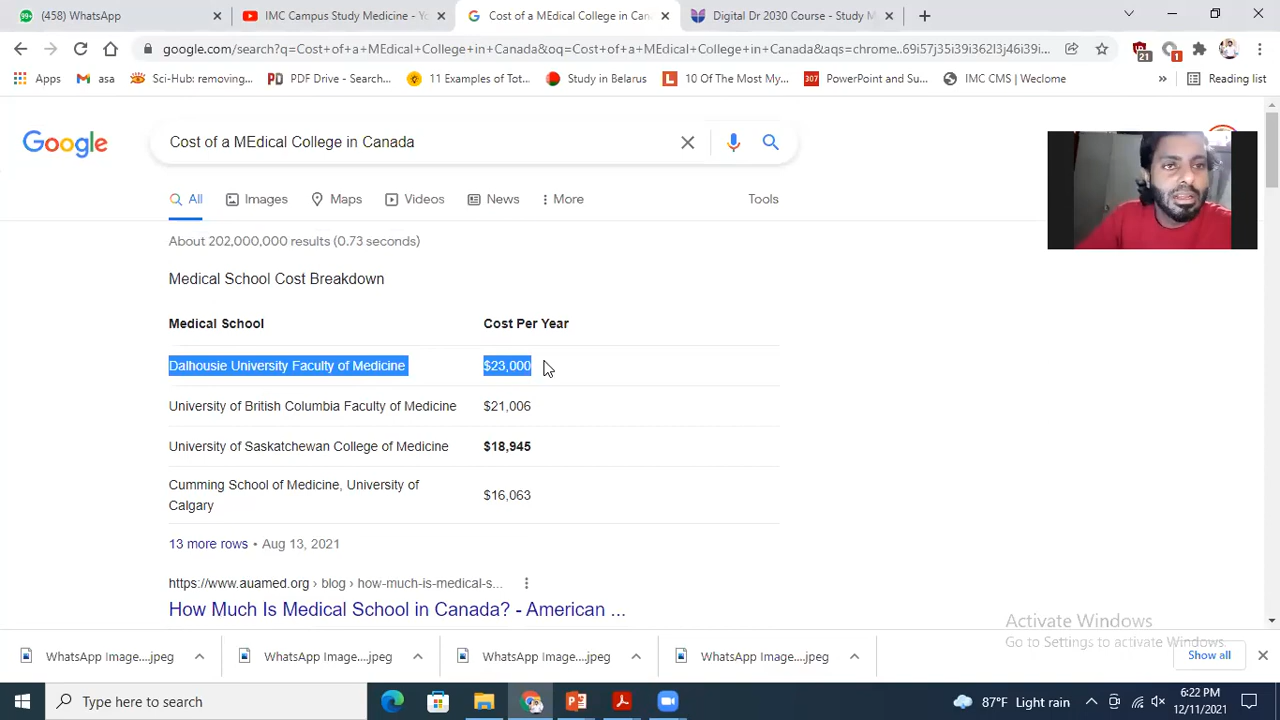 (458) WhatsApp
IMC Campus Study Medicine - Yo
Cost of a MEdical College in Can
Digital Dr 2030 Course - Study M
google.com/search?q=Cost+of+a+MEdical+College+in+Canada&oq=Cost+of+a+MEdical+College+in+Canada&aqs=chrome..69i57j35i39i362l3j46i39i...
21
1
Apps
asa
Sci-Hub: removing...
PDF Drive - Search...
11 Examples of Tot...
Study in Belarus
10 Of The Most My...
PowerPoint and Su...
IMC CMS | Weclome
»
Reading list
Google
Cost of a MEdical College in Canada
All
Images
Maps
Videos
News
More
Tools
About 202,000,000 results (0.73 seconds)
Medical School Cost Breakdown
Medical School Cost Per Year
Dalhousie University Faculty of Medicine $23,000
University of British Columbia Faculty of Medicine $21,006
University of Saskatchewan College of Medicine $18,945
Cumming School of Medicine, University of
Calgary $16,063
13 more rows • Aug 13, 2021
https://www.auamed.org › blog › how-much-is-medical-s...
How Much Is Medical School in Canada? - American ...
Activate Windows
Go to Settings to activate Windows.
WhatsApp Image....jpeg
WhatsApp Image....jpeg
WhatsApp Image....jpeg
WhatsApp Image....jpeg
Show all
Type here to search
87°F Light rain
6:22 PM
12/11/2021